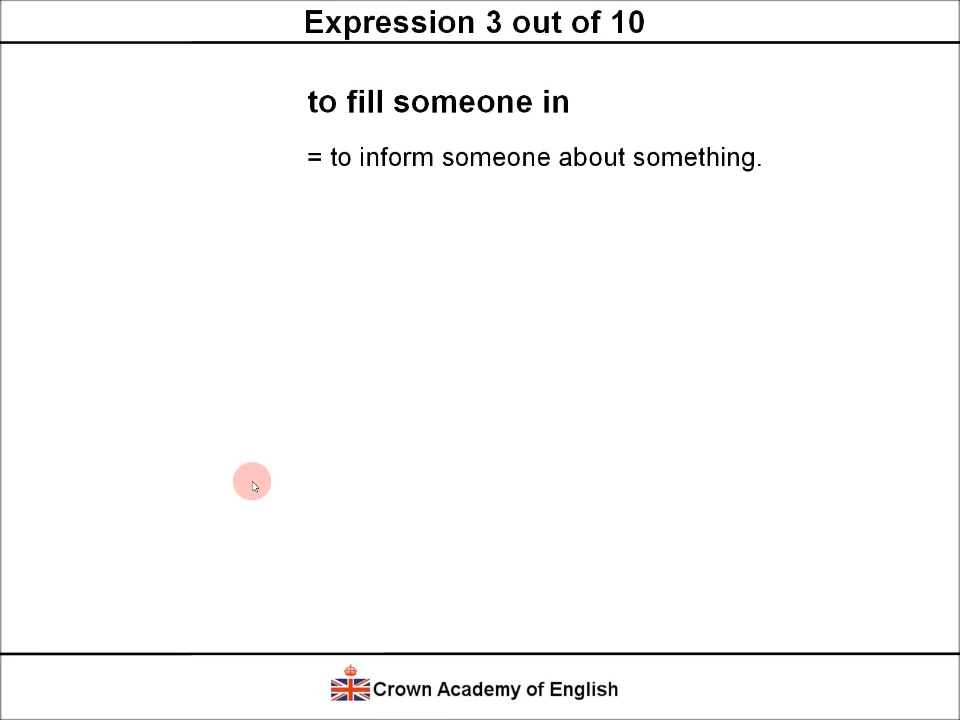 Expression 3 out of 10
to fill someone in
= to inform someone about something.
Crown Academy of English